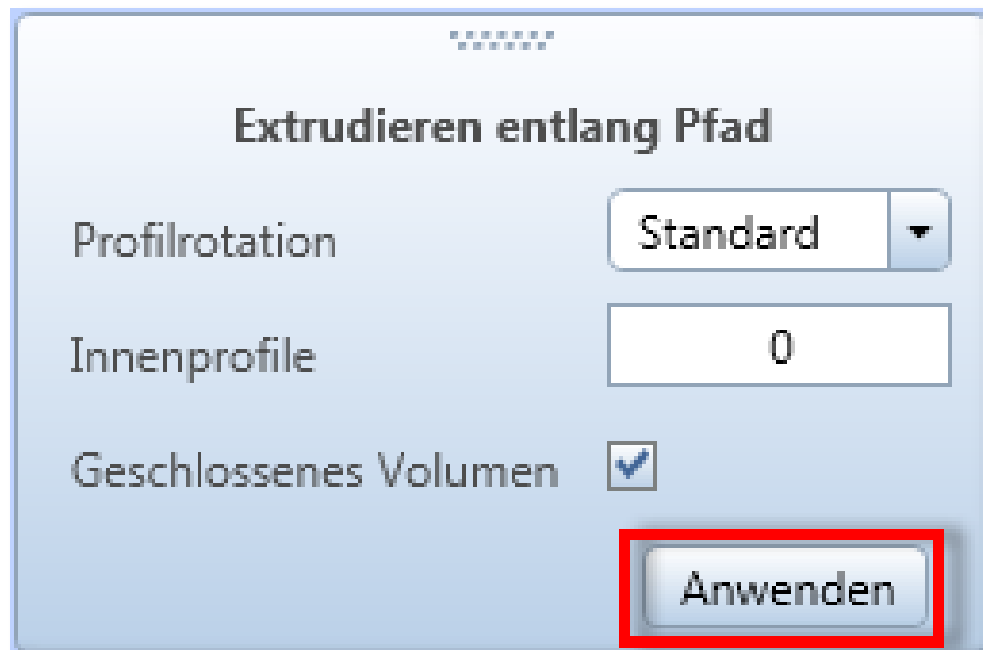 Extrudieren entlang Pfad
Profilrotation Standard
Innenprofile 0
Geschlossenes Volumen
Anwenden